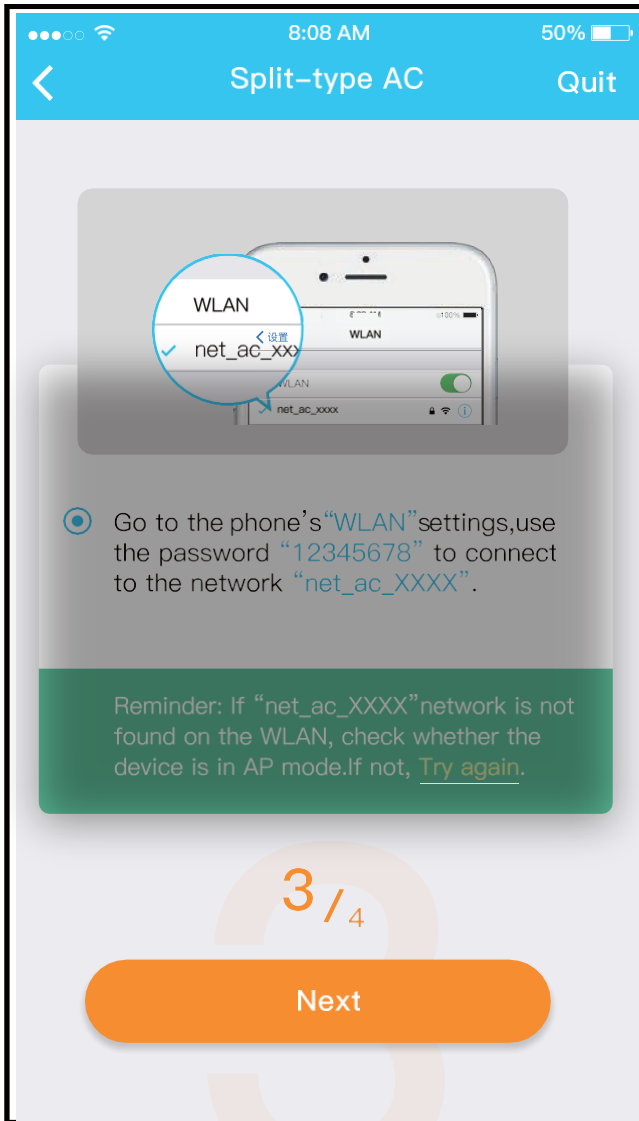 8:08 AM
50%
Split-type AC
Quit
WLAN
net_ac_xxx
设置
100%
WLAN
WLAN
net_ac_xxxx
Go to the phone's“WLAN”settings,use
the password “12345678” to connect
to the network “net_ac_XXXX”.
Reminder: If “net_ac_XXXX”network is not
found on the WLAN, check whether the
device is in AP mode.If not, Try again.
3/4
Next
3